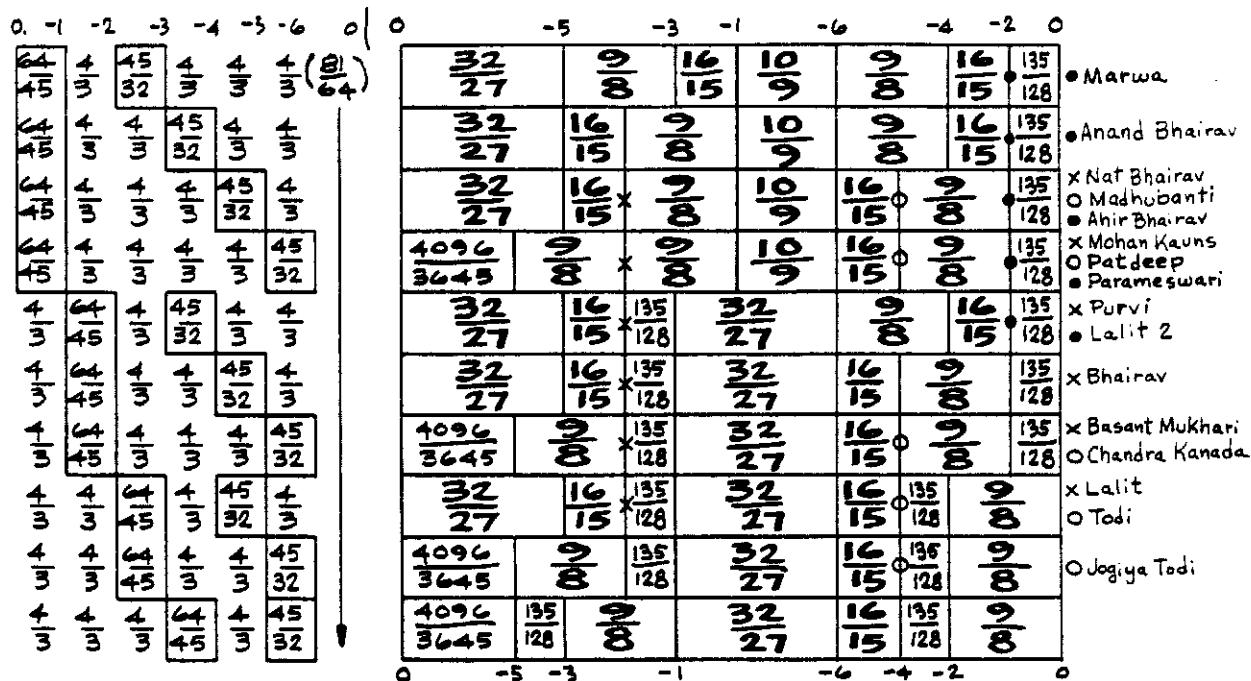 0. -1 -3 -4 -5 -6 0 0 -5 -3 -1 -6 -4 -2 0
64/45 4/3 45/32 4/3 4/3 4/3 (81/64) 32/27 9/8 16/15 10/9 9/8 16/15 135/128 Marwa
64/45 4/3 4/3 45/32 4/3 4/3 32/27 16/15 9/8 10/9 9/8 16/15 135/128 Anand Bhairav
64/45 4/3 4/3 4/3 45/32 4/3 32/27 16/15 9/8 10/9 16/15 9/8 135/128 x Nat Bhairav
O Madhubanti
● Ahir Bhairav
64/45 4/3 4/3 4/3 4/3 45/32 4096/3645 9/8 9/8 10/9 16/15 9/8 135/128 x Mohan Kauns
O Patdeep
● Parameswari
4/3 64/45 4/3 45/32 4/3 4/3 32/27 16/15 135/128 32/27 9/8 16/15 135/128 x Purvi
● Lalit 2
4/3 64/45 4/3 4/3 45/32 4/3 32/27 16/15 135/128 32/27 16/15 9/8 135/128 x Bhairav
4/3 64/45 4/3 4/3 4/3 45/32 4096/3645 9/8 135/128 32/27 16/15 9/8 135/128 x Basant Mukhari
O Chandra Kanada
4/3 4/3 64/45 4/3 45/32 4/3 32/27 16/15 135/128 32/27 16/15 135/128 9/8 x Lalit
O Todi
4/3 4/3 64/45 4/3 4/3 45/32 4096/3645 9/8 135/128 32/27 16/15 135/128 9/8 O Jogiya Todi
4/3 4/3 4/3 64/45 4/3 45/32 4096/3645 135/128 9/8 32/27 16/15 135/128 9/8
0 -5 -3 -1 -6 -4 -2 0